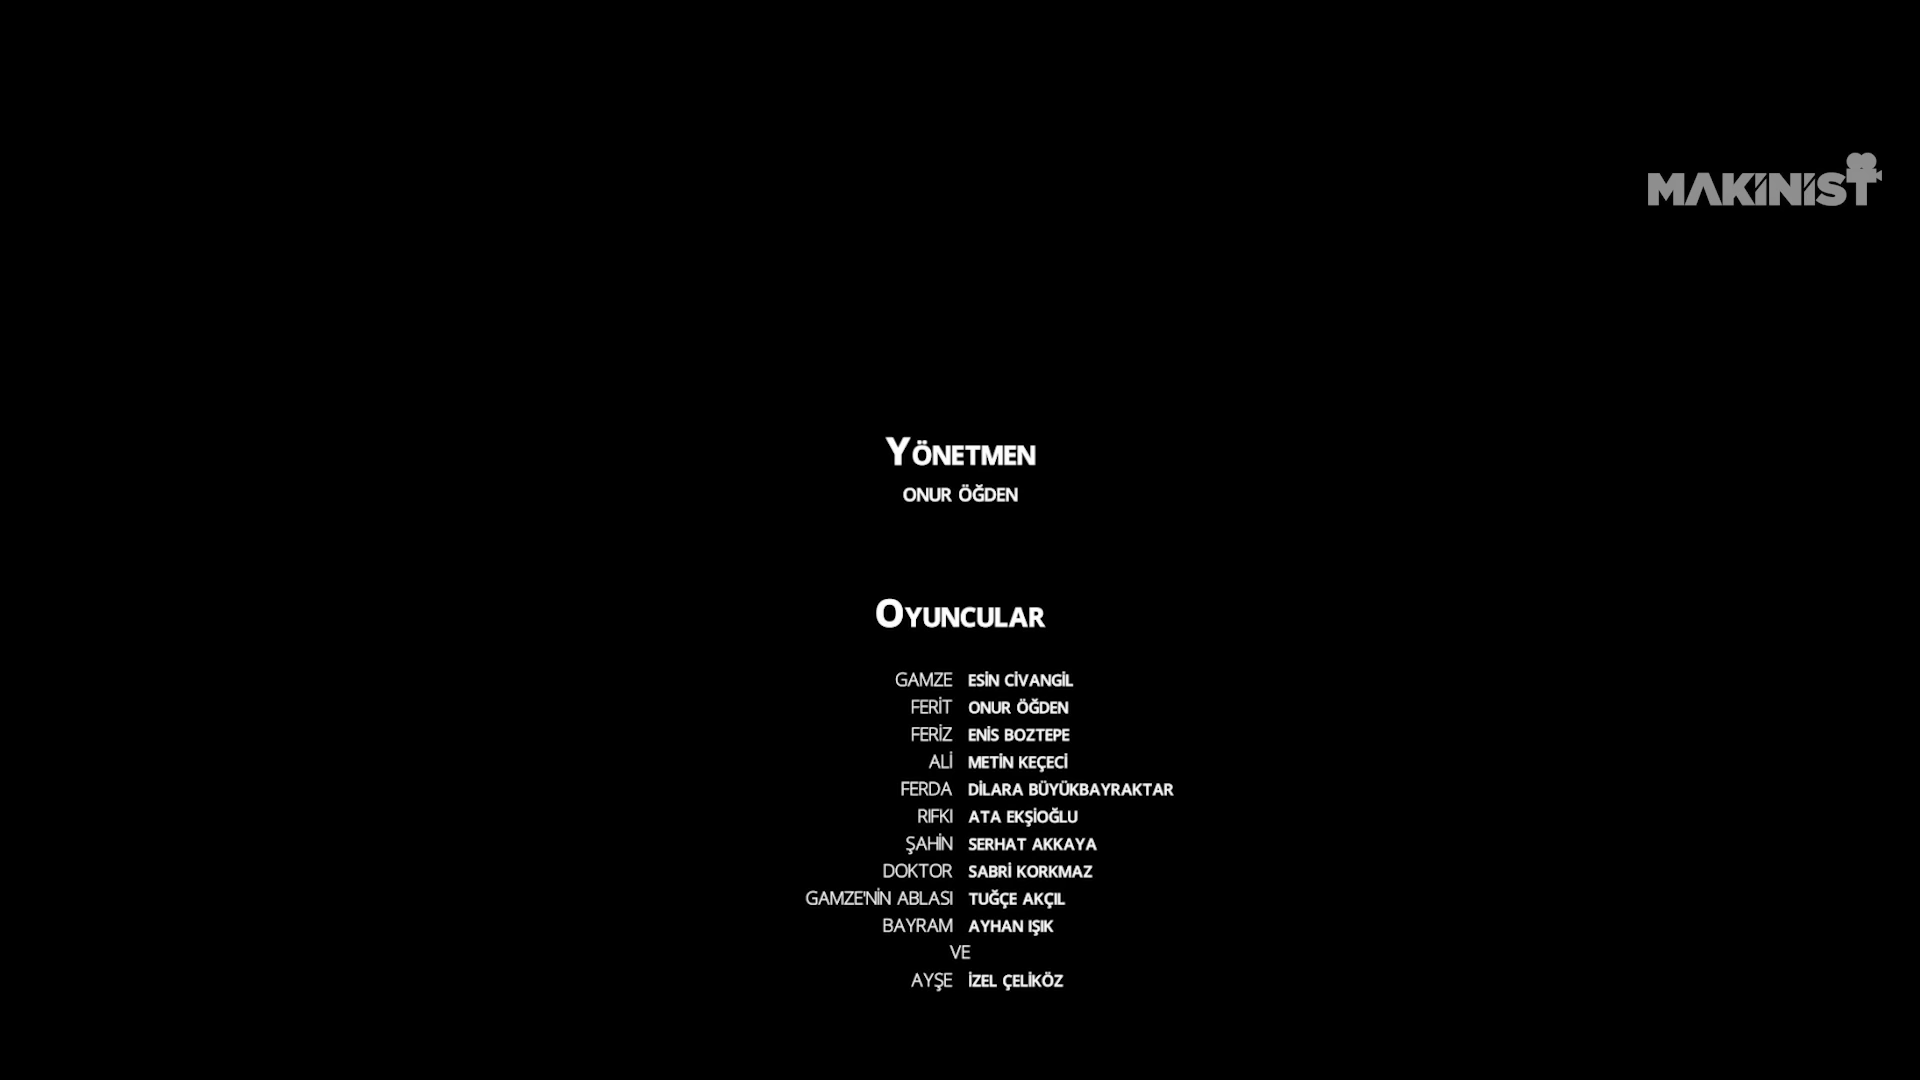 MAKİNİST
YÖNETMEN
ONUR ÖĞDEN
OYUNCULAR
GAMZE ESİN CİVANGİL
FERİT ONUR ÖĞDEN
FERİZ ENİS BOZTEPE
ALİ METİN KEÇECİ
FERDA DİLARA BÜYÜKBAYRAKTAR
RIFKI ATA EKŞİOĞLU
ŞAHİN SERHAT AKKAYA
DOKTOR SABRİ KORKMAZ
GAMZE'NİN ABLASI TUĞÇE AKÇIL
BAYRAM AYHAN IŞIK
VE
AYŞE İZEL ÇELİKÖZ